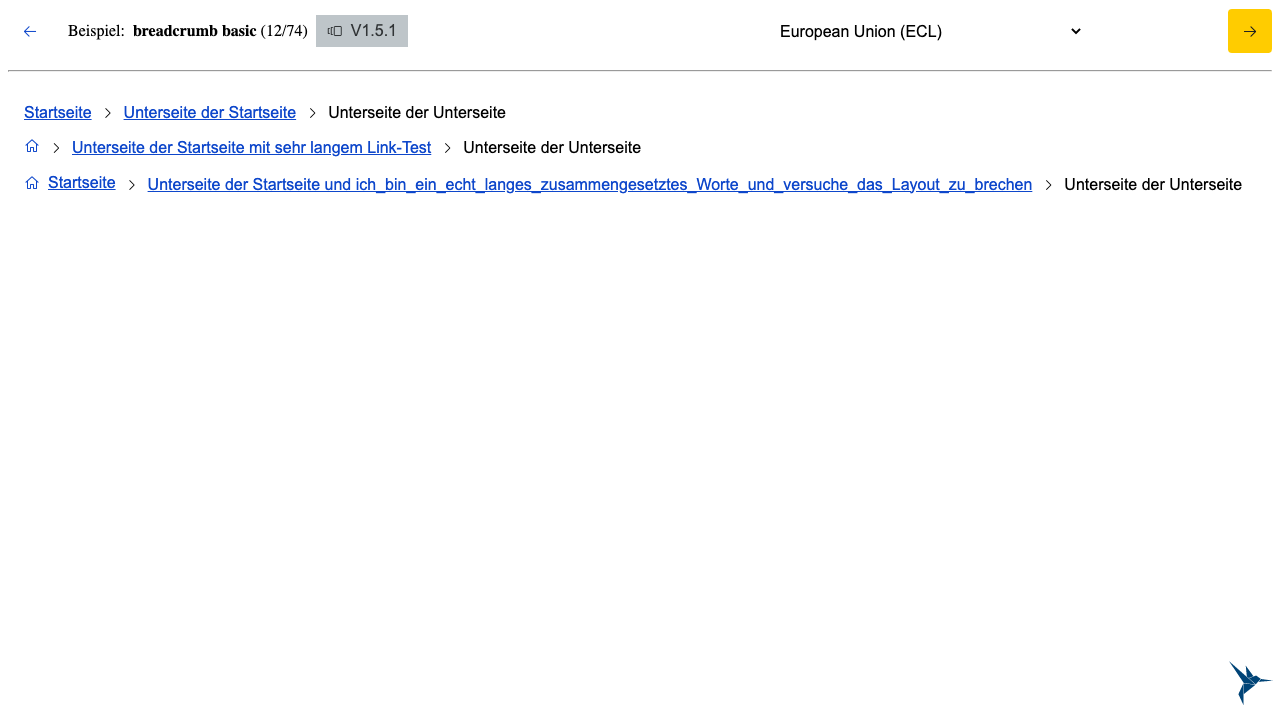 Beispiel: breadcrumb basic (12/74) V1.5.1 European Union (ECL)
Startseite Unterseite der Startseite Unterseite der Unterseite
Unterseite der Startseite mit sehr langem Link-Test Unterseite der Unterseite
Startseite Unterseite der Startseite und ich_bin_ein_echt_langes_zusammengesetztes_Worte_und_versuche_das_Layout_zu_brechen Unterseite der Unterseite